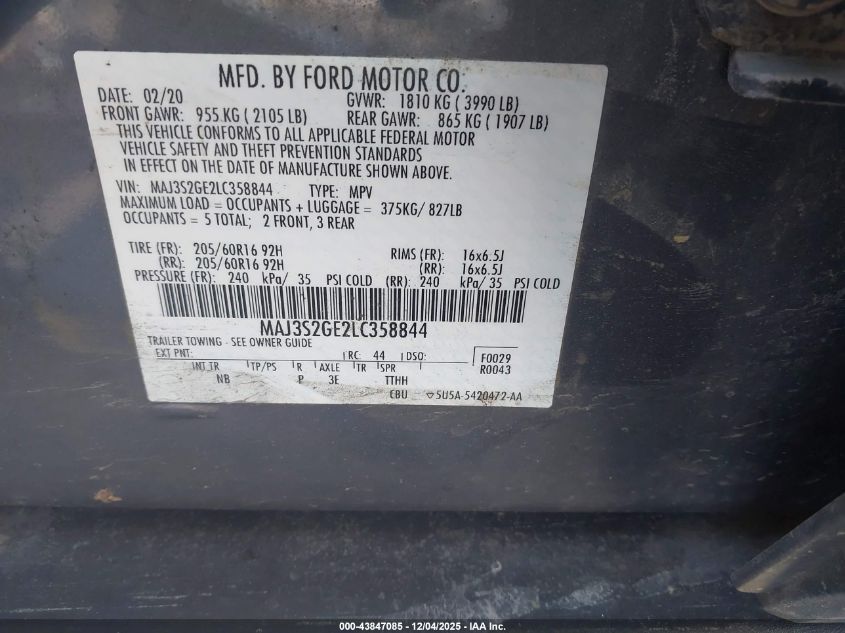 MFD. BY FORD MOTOR CO.
DATE: 02/20 GVWR: 1810 KG ( 3990 LB)
FRONT GAWR: 955 KG ( 2105 LB) REAR GAWR: 865 KG ( 1907 LB)
THIS VEHICLE CONFORMS TO ALL APPLICABLE FEDERAL MOTOR
VEHICLE SAFETY AND THEFT PREVENTION STANDARDS
IN EFFECT ON THE DATE OF MANUFACTURE SHOWN ABOVE.
VIN: MAJ3S2GE2LC358844 TYPE: MPV
MAXIMUM LOAD = OCCUPANTS + LUGGAGE = 375KG/ 827LB
OCCUPANTS = 5 TOTAL; 2 FRONT, 3 REAR
TIRE (FR): 205/60R16 92H RIMS (FR): 16x6.5J
(RR): 205/60R16 92H (RR): 16x6.5J
PRESSURE (FR): 240 kPa/ 35 PSI COLD (RR): 240 kPa/ 35 PSI COLD
MAJ3S2GE2LC358844
TRAILER TOWING - SEE OWNER GUIDE
EXT PNT: RC: 44 DSO: F0029
INT TR TP/PS R AXLE TR SPR R0043
NB P 3E TTHH
CBU 5U5A-5420472-AA
000-43847085 - 12/04/2025 - IAA Inc.